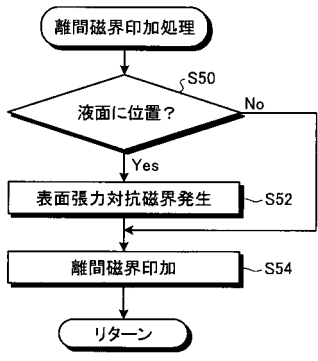 離間磁界印加処理
S50
液面に位置？
No
Yes
表面張力対抗磁界発生
S52
離間磁界印加
S54
リターン